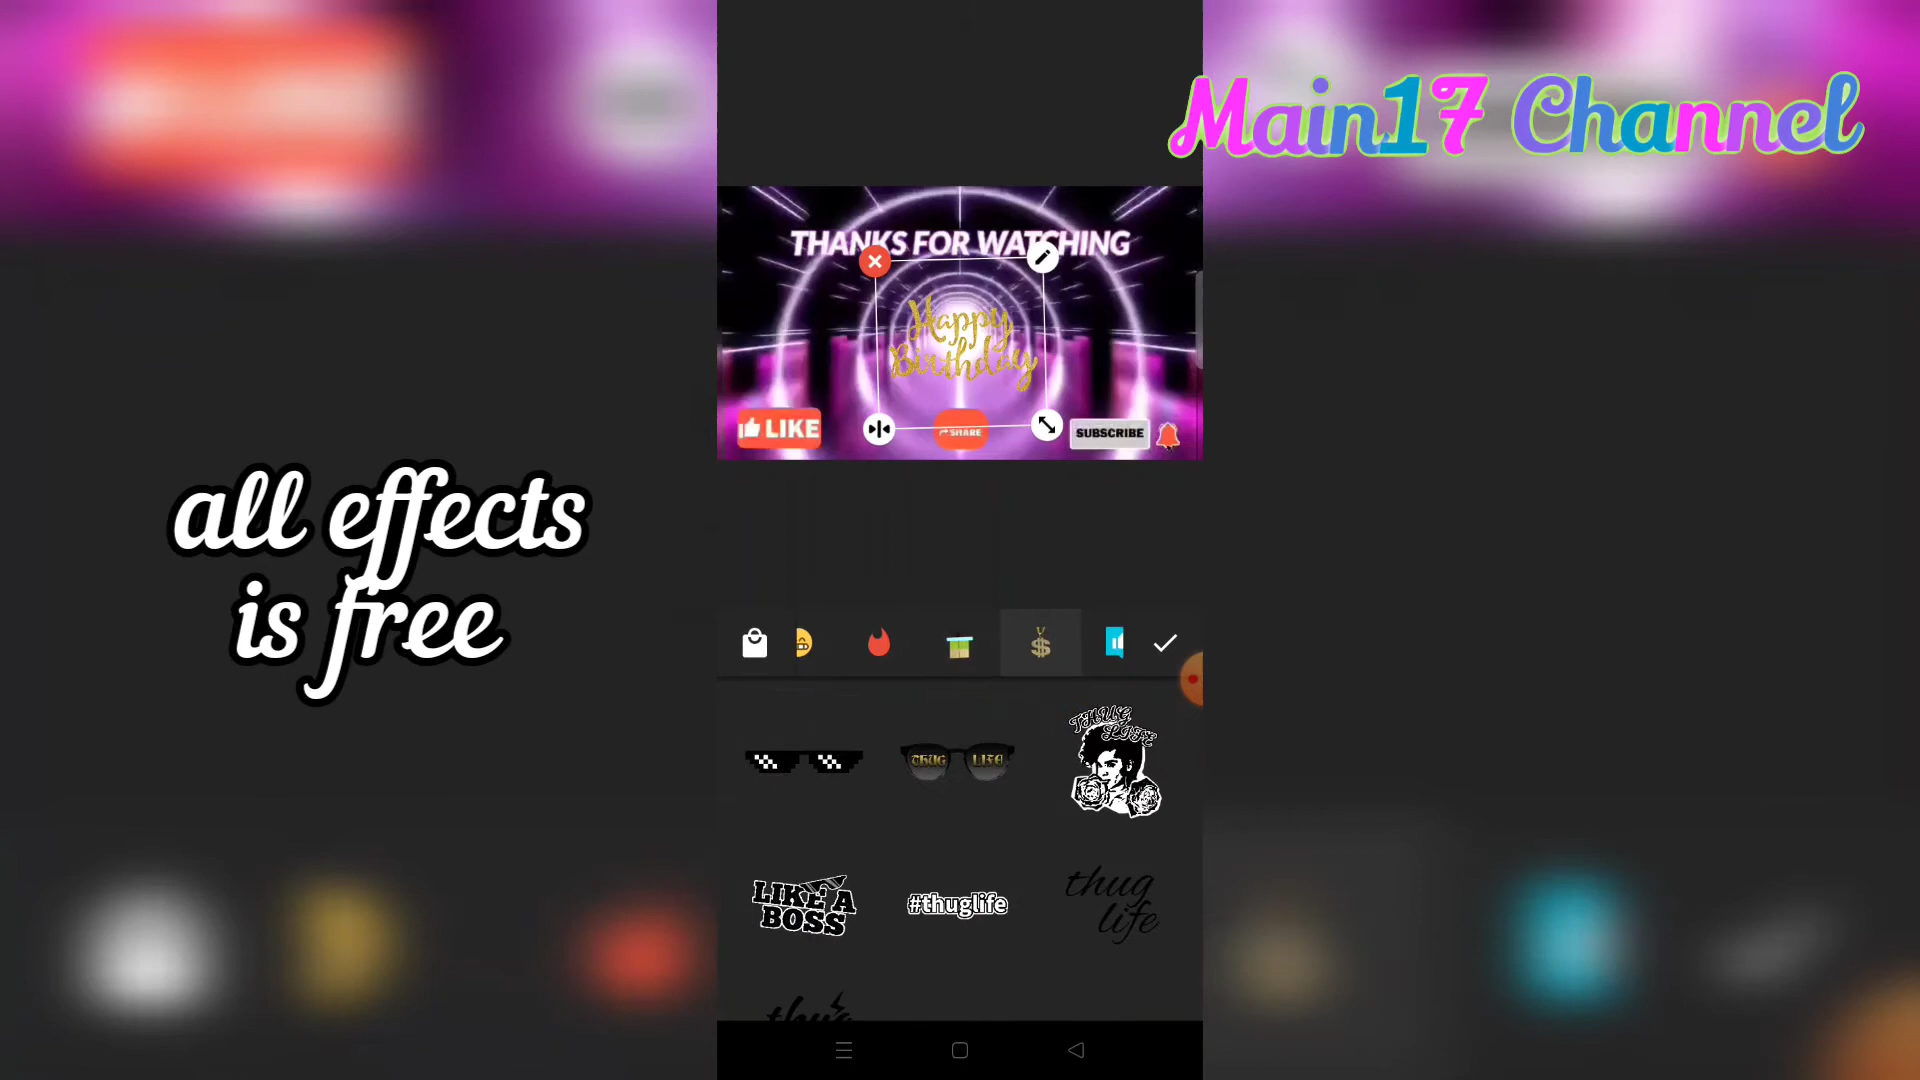 Main17 Channel
THANKS FOR WATCHING
Happy
Birthday
LIKE
SHARE
SUBSCRIBE
all effects
is free
THUG LIFE
THUG
LIFE
LIKE A
BOSS
#thuglife
thug
life
thug